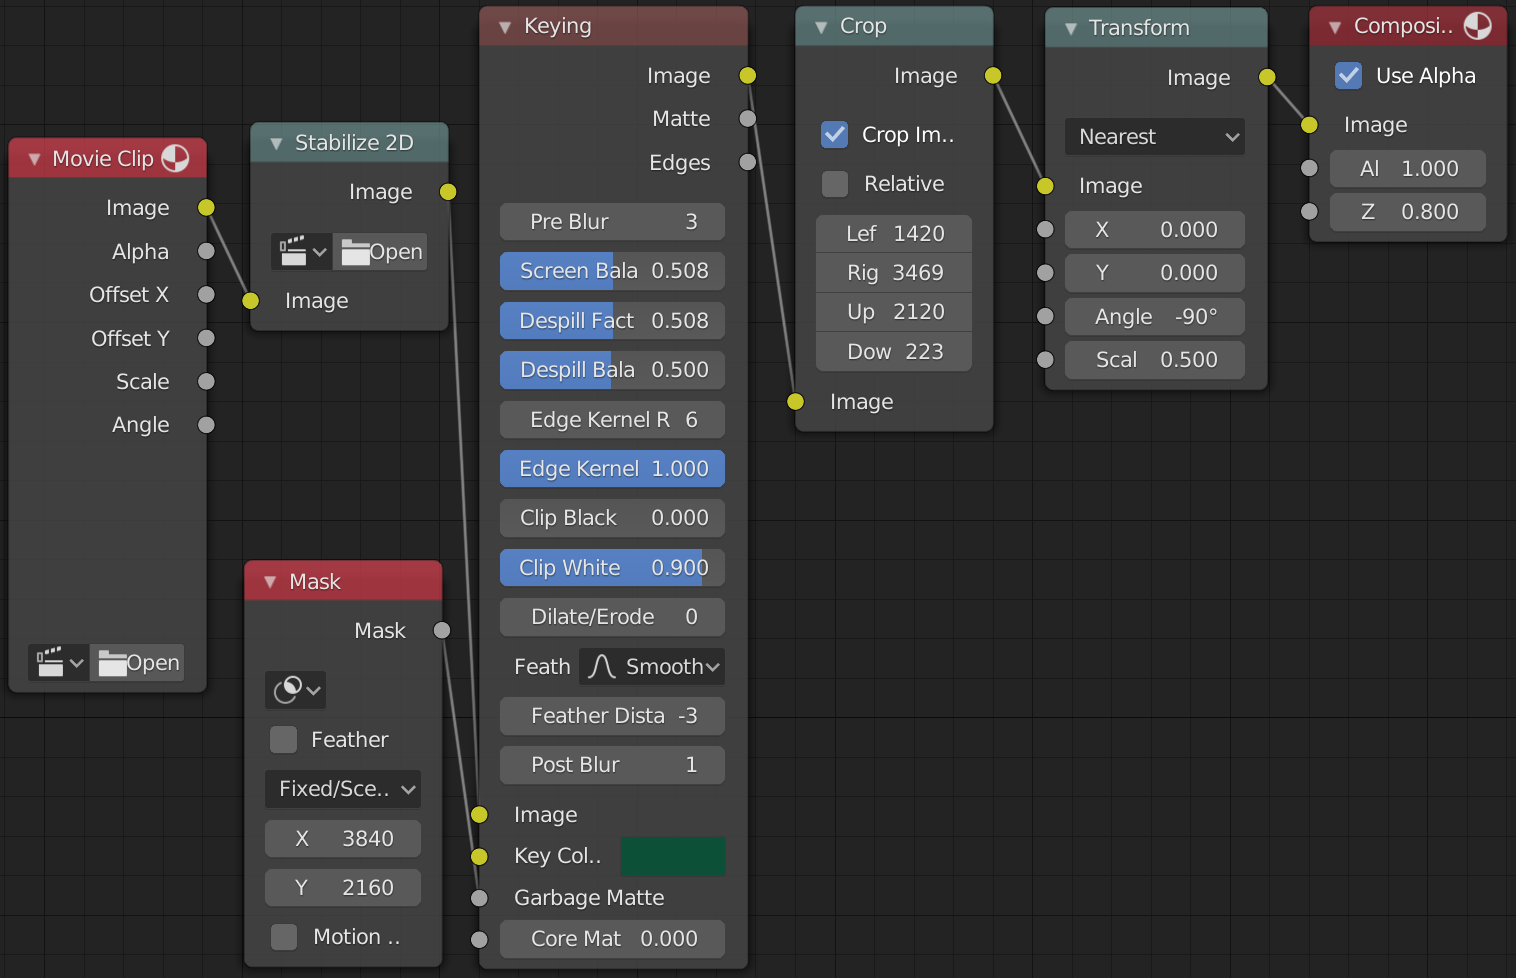 Movie Clip
Image
Alpha
Offset X
Offset Y
Scale
Angle
Open
Stabilize 2D
Image
Open
Image
Mask
Mask
Feather
Fixed/Sce..
X 3840
Y 2160
Motion ..
Keying
Image
Matte
Edges
Pre Blur 3
Screen Bala 0.508
Despill Fact 0.508
Despill Bala 0.500
Edge Kernel R 6
Edge Kernel 1.000
Clip Black 0.000
Clip White 0.900
Dilate/Erode 0
Feath Smooth
Feather Dista -3
Post Blur 1
Image
Key Col..
Garbage Matte
Core Mat 0.000
Crop
Image
Crop Im..
Relative
Lef 1420
Rig 3469
Up 2120
Dow 223
Image
Transform
Image
Nearest
Image
X 0.000
Y 0.000
Angle -90°
Scal 0.500
Composi..
Use Alpha
Image
Al 1.000
Z 0.800